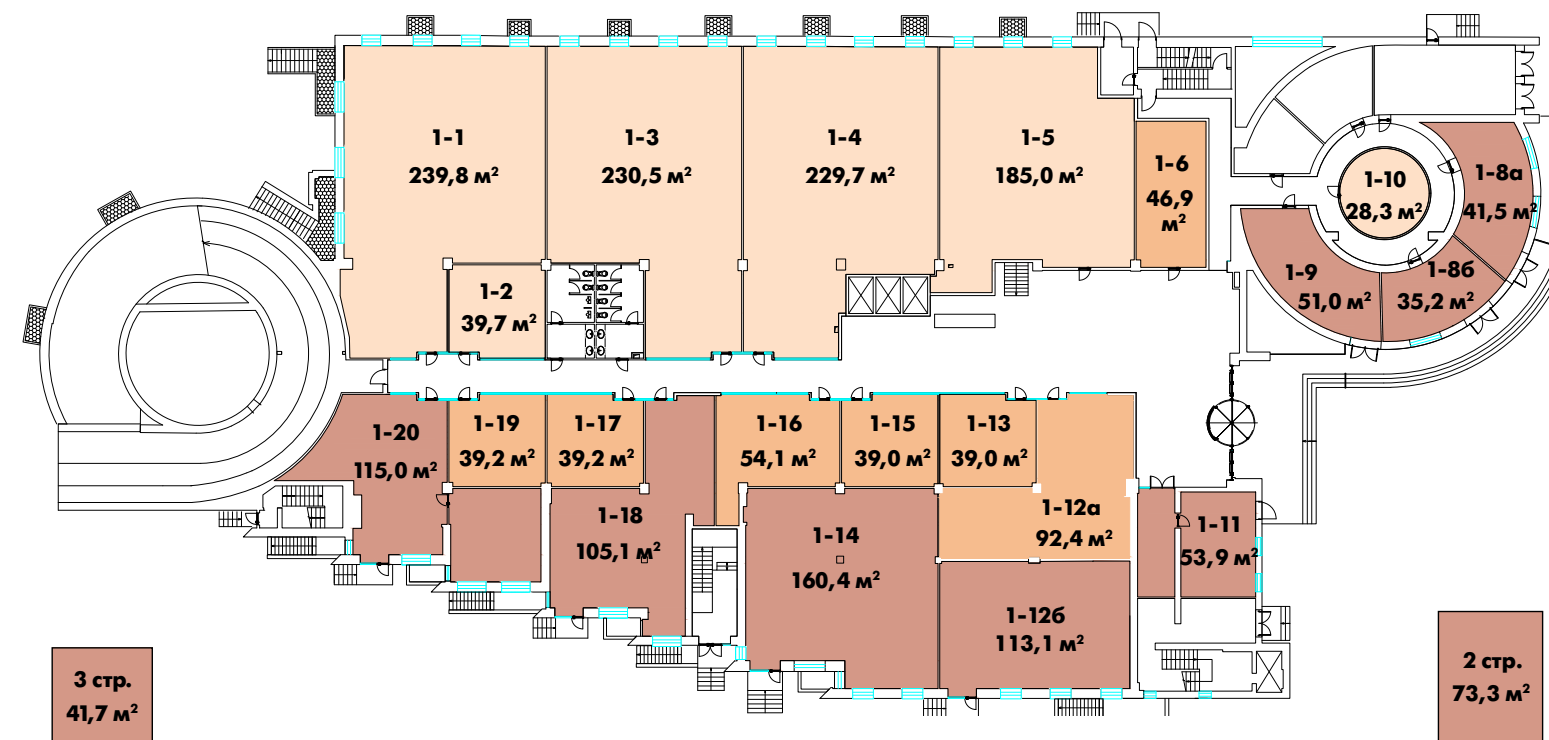 1-1
239,8 м²
1-3
230,5 м²
1-4
229,7 м²
1-5
185,0 м²
1-6
46,9
м²
1-10
28,3 м²
1-8а
41,5 м²
1-9
51,0 м²
1-8б
35,2 м²
1-2
39,7 м²
1-20
115,0 м²
1-19
39,2 м²
1-17
39,2 м²
1-16
54,1 м²
1-15
39,0 м²
1-13
39,0 м²
1-18
105,1 м²
1-14
160,4 м²
1-12а
92,4 м²
1-11
53,9 м²
1-12б
113,1 м²
3 стр.
41,7 м²
2 стр.
73,3 м²